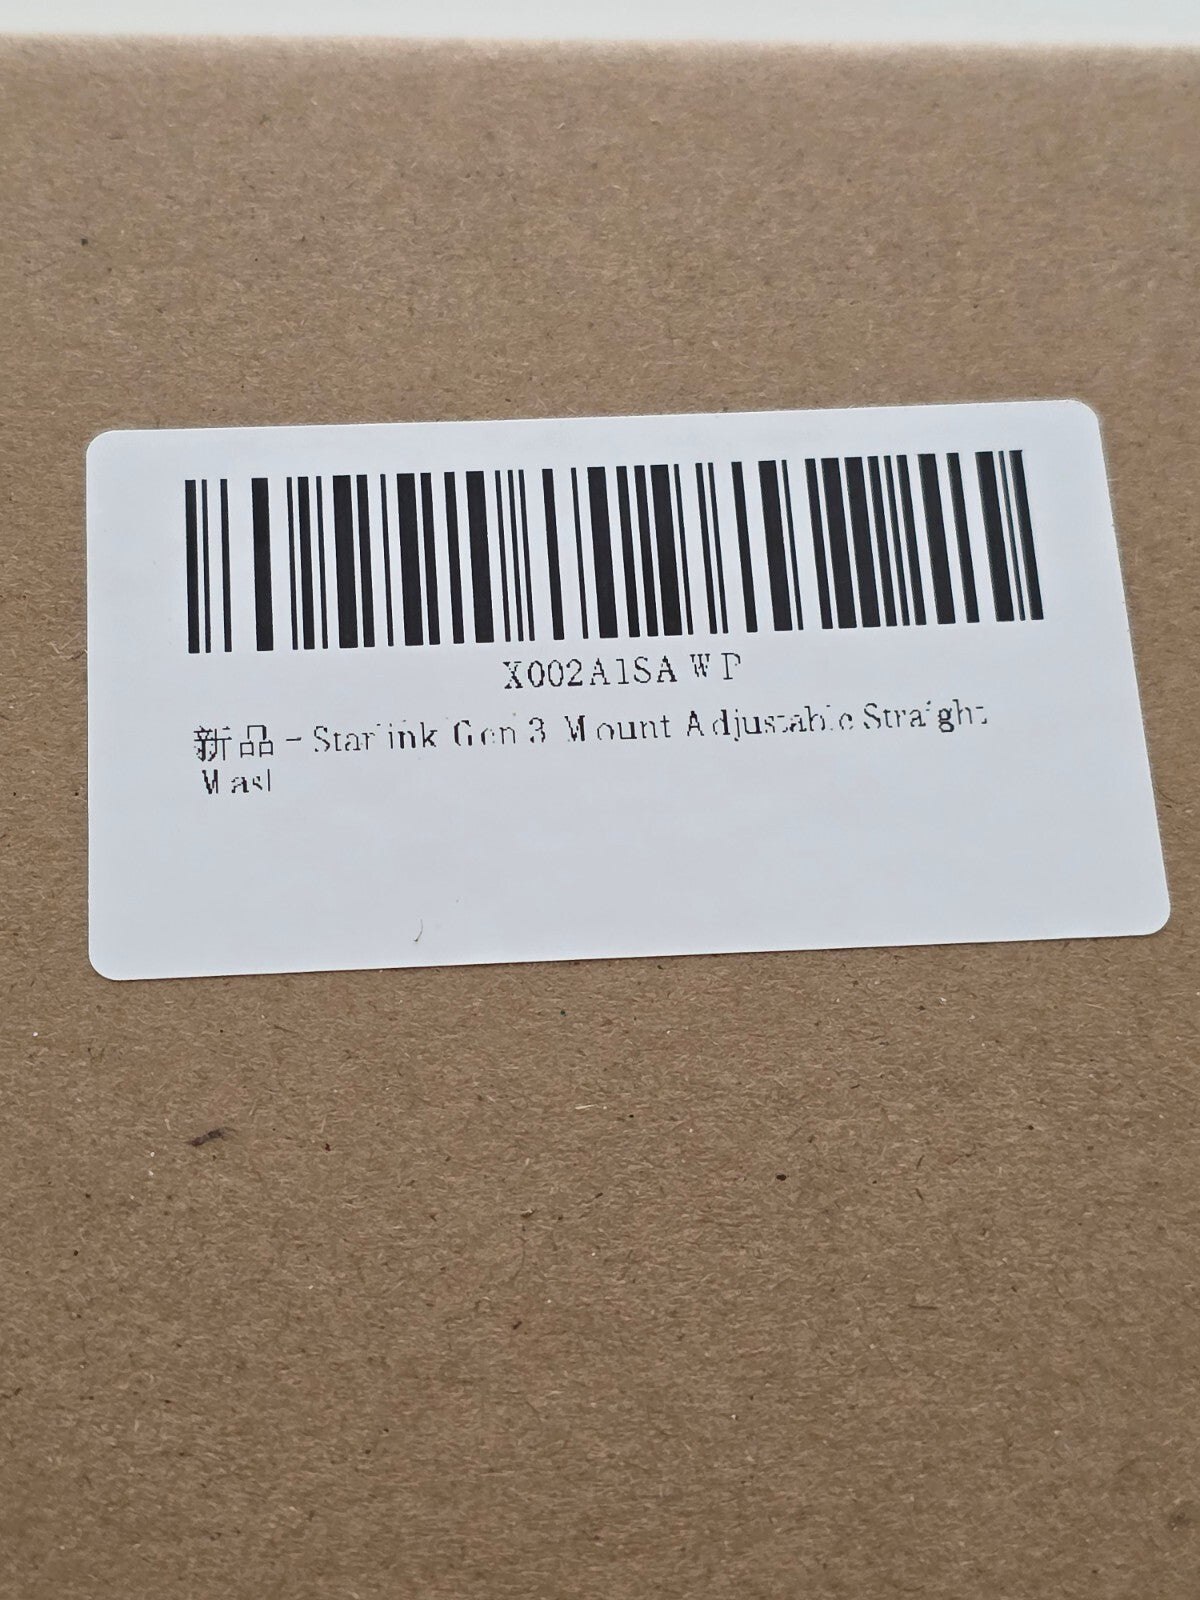 X002A1SAWP
新品 - Starlink Gen 3 Mount Adjustable Straight
Mast